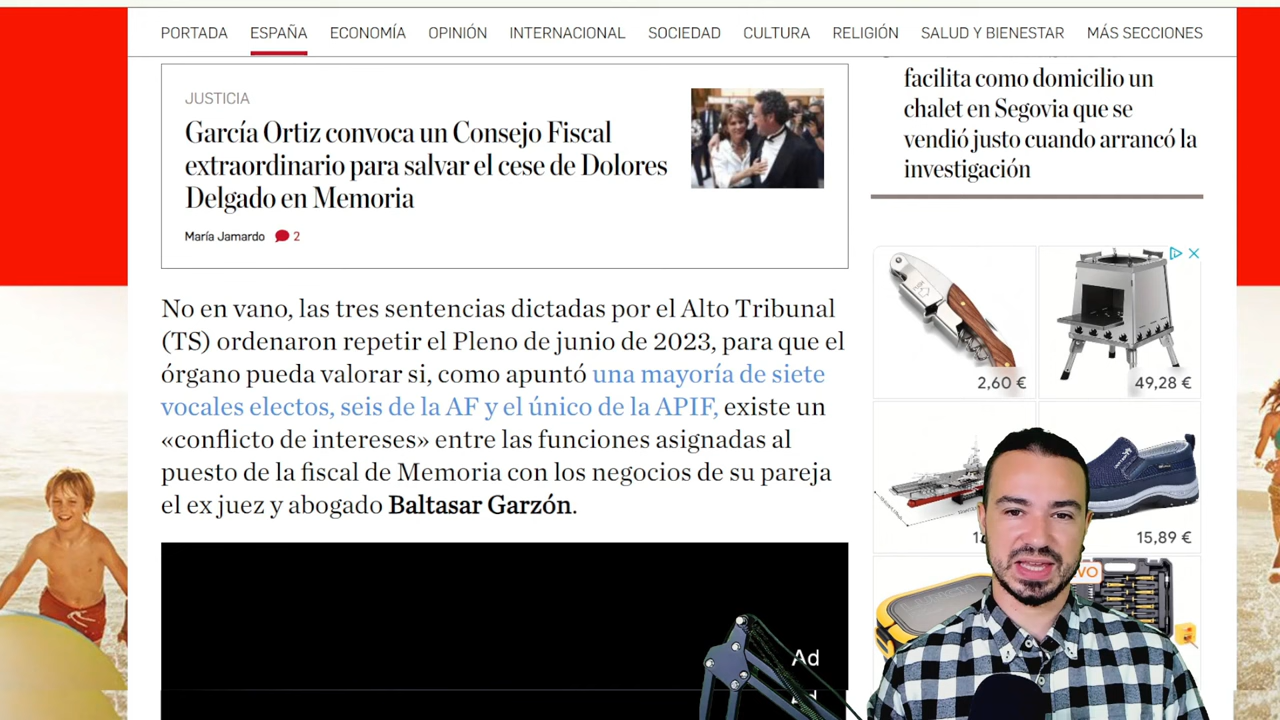 PORTADA ESPAÑA ECONOMÍA OPINIÓN INTERNACIONAL SOCIEDAD CULTURA RELIGIÓN SALUD Y BIENESTAR MÁS SECCIONES
JUSTICIA
García Ortiz convoca un Consejo Fiscal
extraordinario para salvar el cese de Dolores
Delgado en Memoria
María Jamardo 2
No en vano, las tres sentencias dictadas por el Alto Tribunal
(TS) ordenaron repetir el Pleno de junio de 2023, para que el
órgano pueda valorar si, como apuntó una mayoría de siete
vocales electos, seis de la AF y el único de la APIF, existe un
«conflicto de intereses» entre las funciones asignadas al
puesto de la fiscal de Memoria con los negocios de su pareja
el ex juez y abogado Baltasar Garzón.
Ad
facilita como domicilio un
chalet en Segovia que se
vendió justo cuando arrancó la
investigación
2,60 €
49,28 €
15,89 €